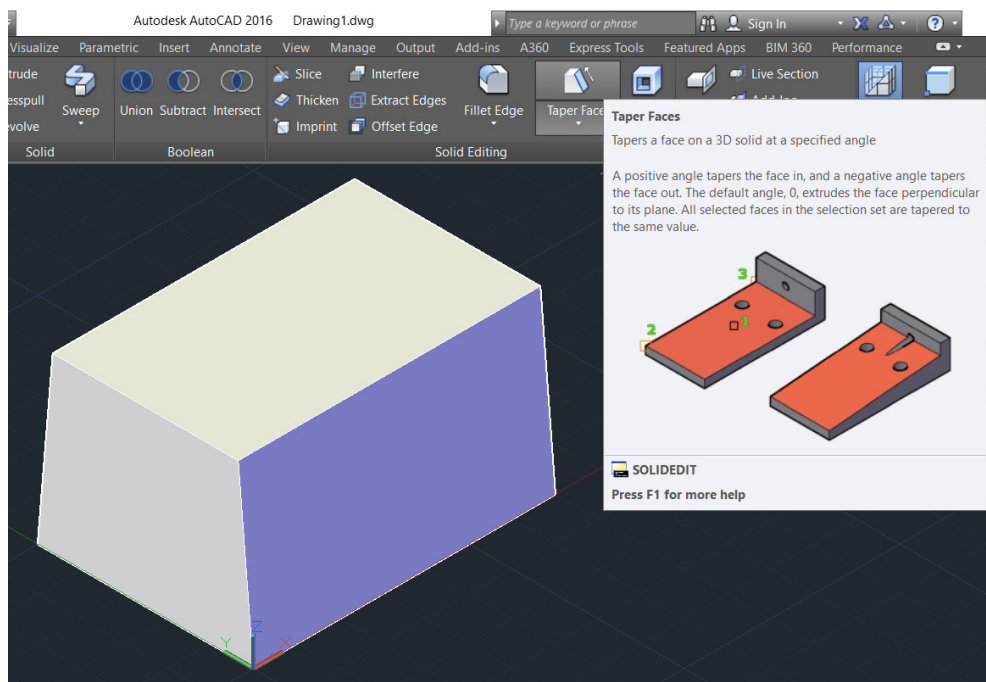 Autodesk AutoCAD 2016 Drawing1.dwg
Type a keyword or phrase
Sign In
?
Visualize Parametric Insert Annotate View Manage Output Add-ins A360 Express Tools Featured Apps BIM 360 Performance
trude
esspull
volve
Sweep
Union Subtract Intersect
Slice
Thicken
Imprint
Interfere
Extract Edges
Offset Edge
Fillet Edge
Taper Face
Live Section
Solid
Boolean
Solid Editing
Taper Faces
Tapers a face on a 3D solid at a specified angle
A positive angle tapers the face in, and a negative angle tapers
the face out. The default angle, 0, extrudes the face perpendicular
to its plane. All selected faces in the selection set are tapered to
the same value.
3
1
2
SOLIDEDIT
Press F1 for more help
Z
Y
X